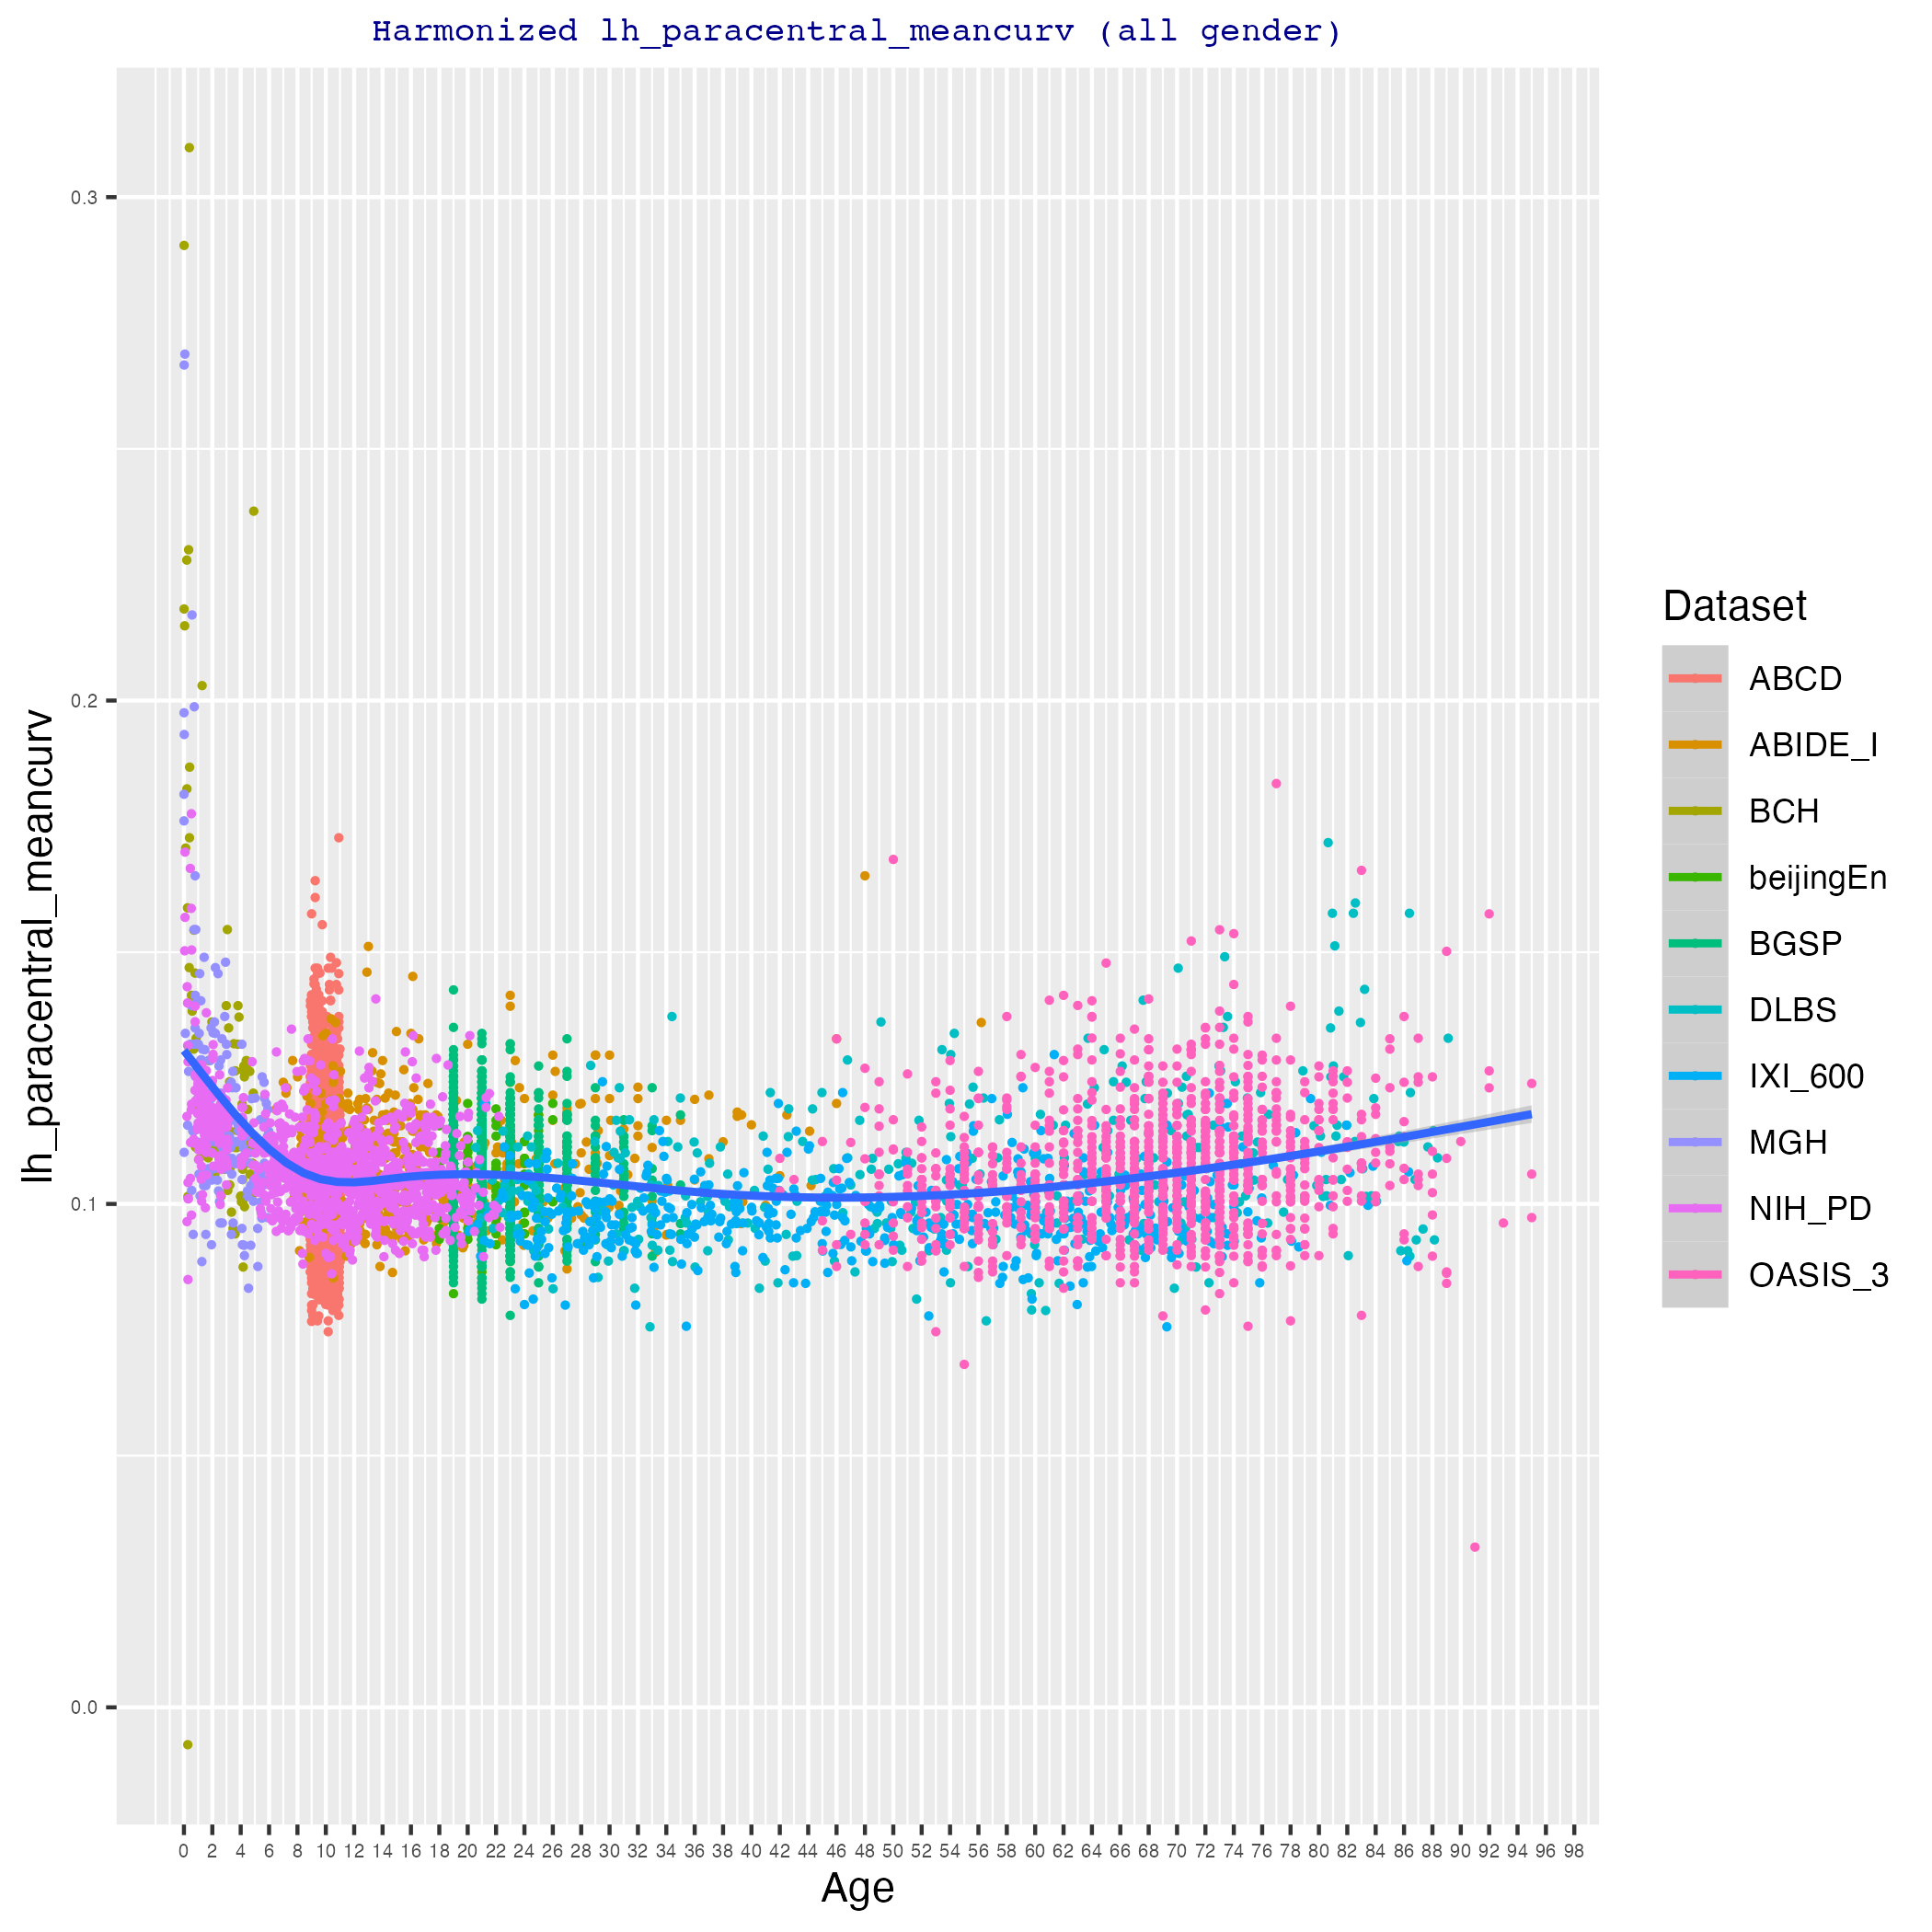 Harmonized lh_paracentral_meancurv (all gender)
lh_paracentral_meancurv
0.3
0.2
0.1
0.0
0 2 4 6 8 10 12 14 16 18 20 22 24 26 28 30 32 34 36 38 40 42 44 46 48 50 52 54 56 58 60 62 64 66 68 70 72 74 76 78 80 82 84 86 88 90 92 94 96 98
Age
Dataset
ABCD
ABIDE_I
BCH
beijingEn
BGSP
DLBS
IXI_600
MGH
NIH_PD
OASIS_3